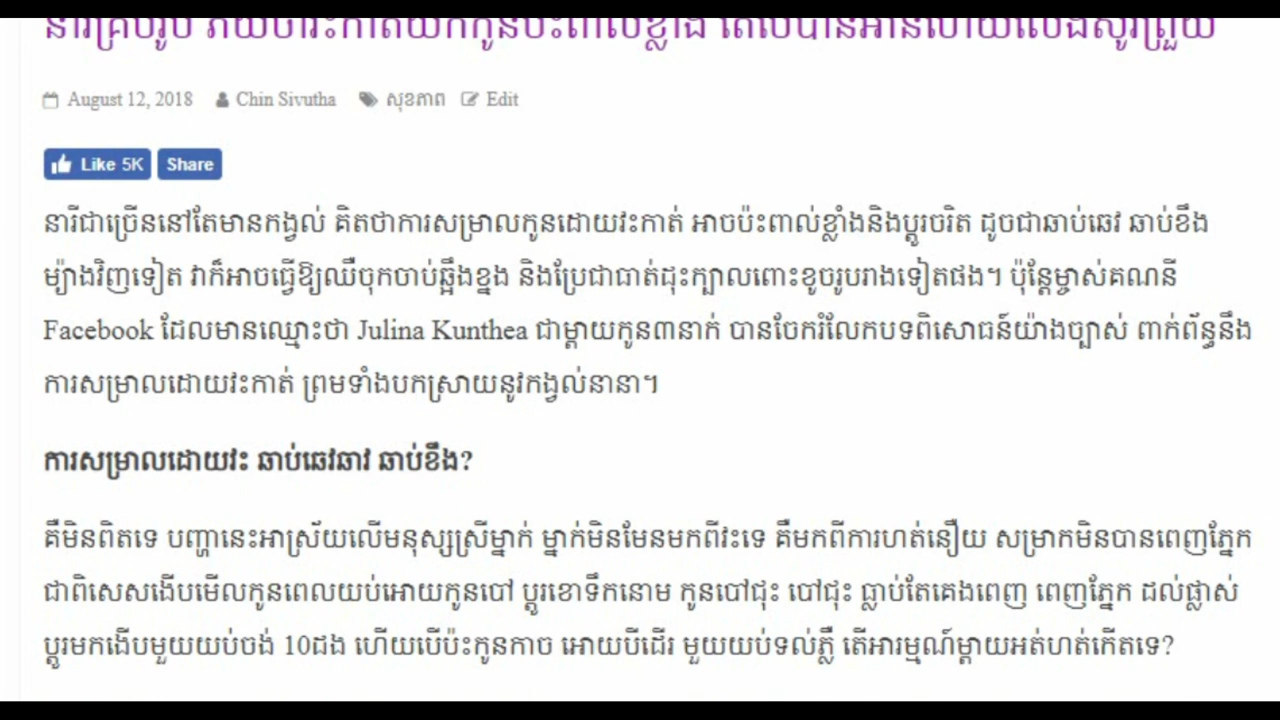 August 12, 2018 Chin Sivutha សុខភាព Edit
Like 5K Share
នារីជាច្រើននៅតែមានកង្វល់ គិតថាការសម្រាលកូនដោយវះកាត់ អាចប៉ះពាល់ខ្លាំងនិងប្តូរចរិត ដូចជាឆាប់ឆេវ ឆាប់ខឹង
ម្យ៉ាងវិញទៀត វាក៏អាចធ្វើឱ្យឈឺចុកចាប់ឆ្អឹងខ្នង និងប្រែជាធាត់ដុះក្បាលពោះខូចរូបរាងទៀតផង។ ប៉ុន្តែម្ចាស់គណនី
Facebook ដែលមានឈ្មោះថា Julina Kunthea ជាម្តាយកូន៣នាក់ បានចែករំលែកបទពិសោធន៍យ៉ាងច្បាស់ ពាក់ព័ន្ធនឹង
ការសម្រាលដោយវះកាត់ ព្រមទាំងបកស្រាយនូវកង្វល់នានា។
ការសម្រាលដោយវះ ឆាប់ឆេវឆាវ ឆាប់ខឹង?
គឺមិនពិតទេ បញ្ហានេះអាស្រ័យលើមនុស្សស្រីម្នាក់ ម្នាក់មិនមែនមកពីវះទេ គឺមកពីការហត់នឿយ សម្រាកមិនបានពេញភ្នែក
ជាពិសេសងើបមើលកូនពេលយប់អោយកូនបៅ ប្តូរខោទឹកនោម កូនបៅជុះ បៅជុះ ធ្លាប់តែគេងពេញ ពេញភ្នែក ដល់ផ្លាស់
ប្តូរមកងើបមួយយប់ចង់ 10ដង ហើយបើប៉ះកូនកាច អោយបីដើរ មួយយប់ទល់ភ្លឺ តើអារម្មណ៍ម្តាយអត់ហត់កើតទេ?